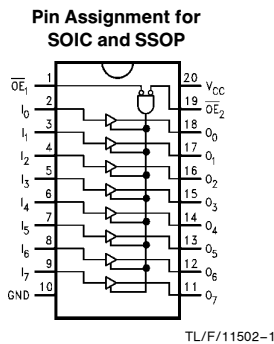 Pin Assignment for
SOIC and SSOP
OE1 1 20 VCC
I0 2 19 OE2
I1 3 18 O0
I2 4 17 O1
I3 5 16 O2
I4 6 15 O3
I5 7 14 O4
I6 8 13 O5
I7 9 12 O6
GND 10 11 O7
TL/F/11502–1